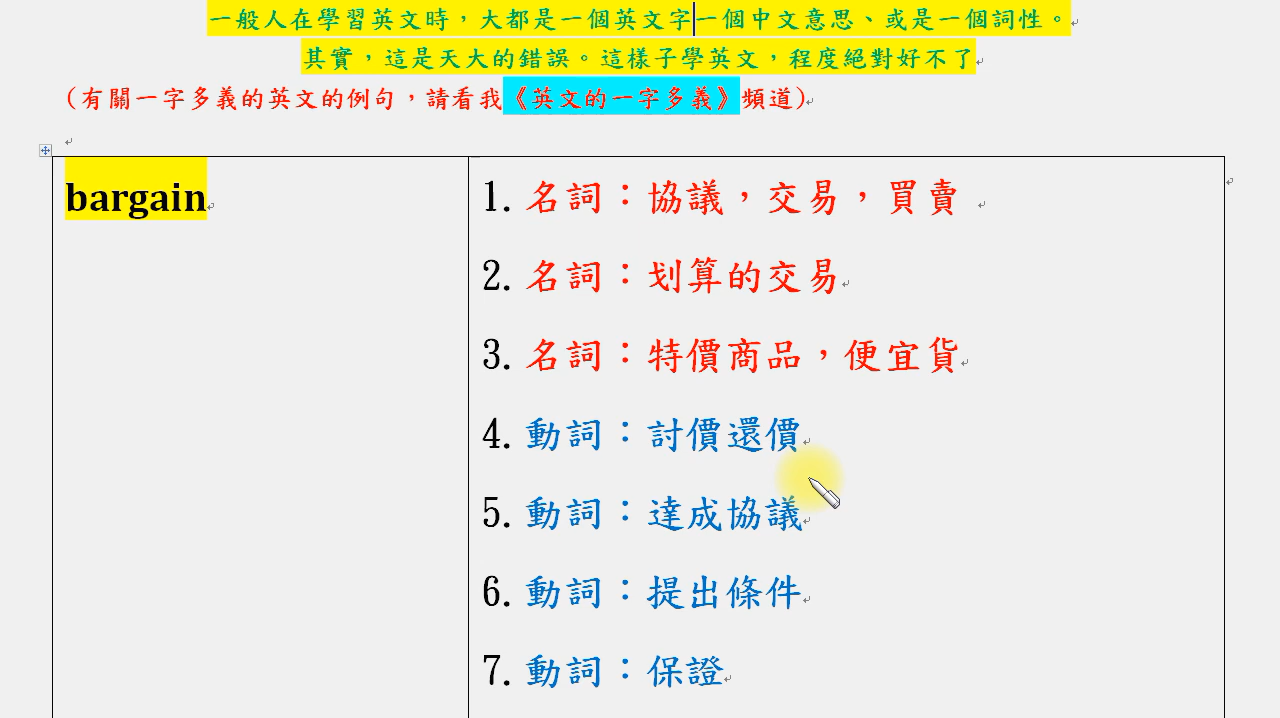 一般人在學習英文時，大都是一個英文字一個中文意思、或是一個詞性。
其實，這是天大的錯誤。這樣子學英文，程度絕對好不了
（有關一字多義的英文的例句，請看我《英文的一字多義》頻道）
bargain
1. 名詞：協議，交易，買賣
2. 名詞：划算的交易
3. 名詞：特價商品，便宜貨
4. 動詞：討價還價
5. 動詞：達成協議
6. 動詞：提出條件
7. 動詞：保證